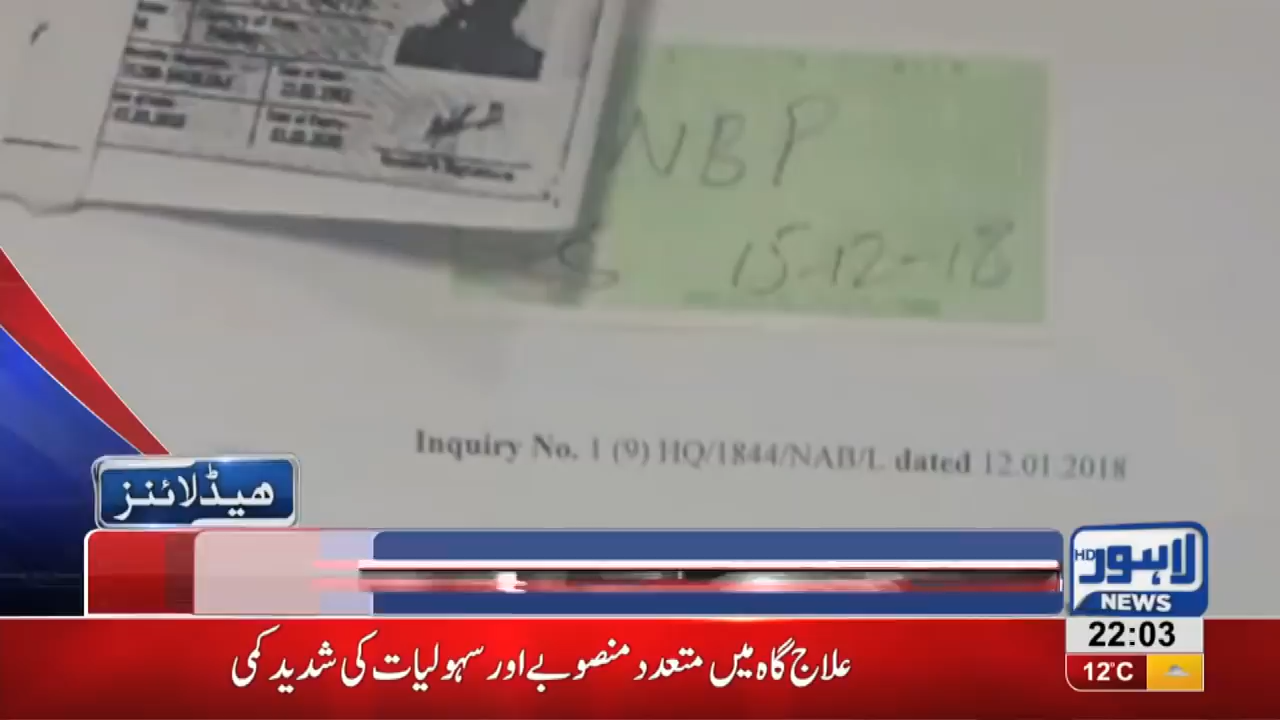 NBP
15-12-18
Inquiry No. 1 (9) HQ/1844/NAB/L dated 12.01.2018
ھیڈلائنز
HD لاہور
NEWS
22:03
12°C
علاج گاہ میں متعدد منصوبے اور سہولیات کی شدید کمی